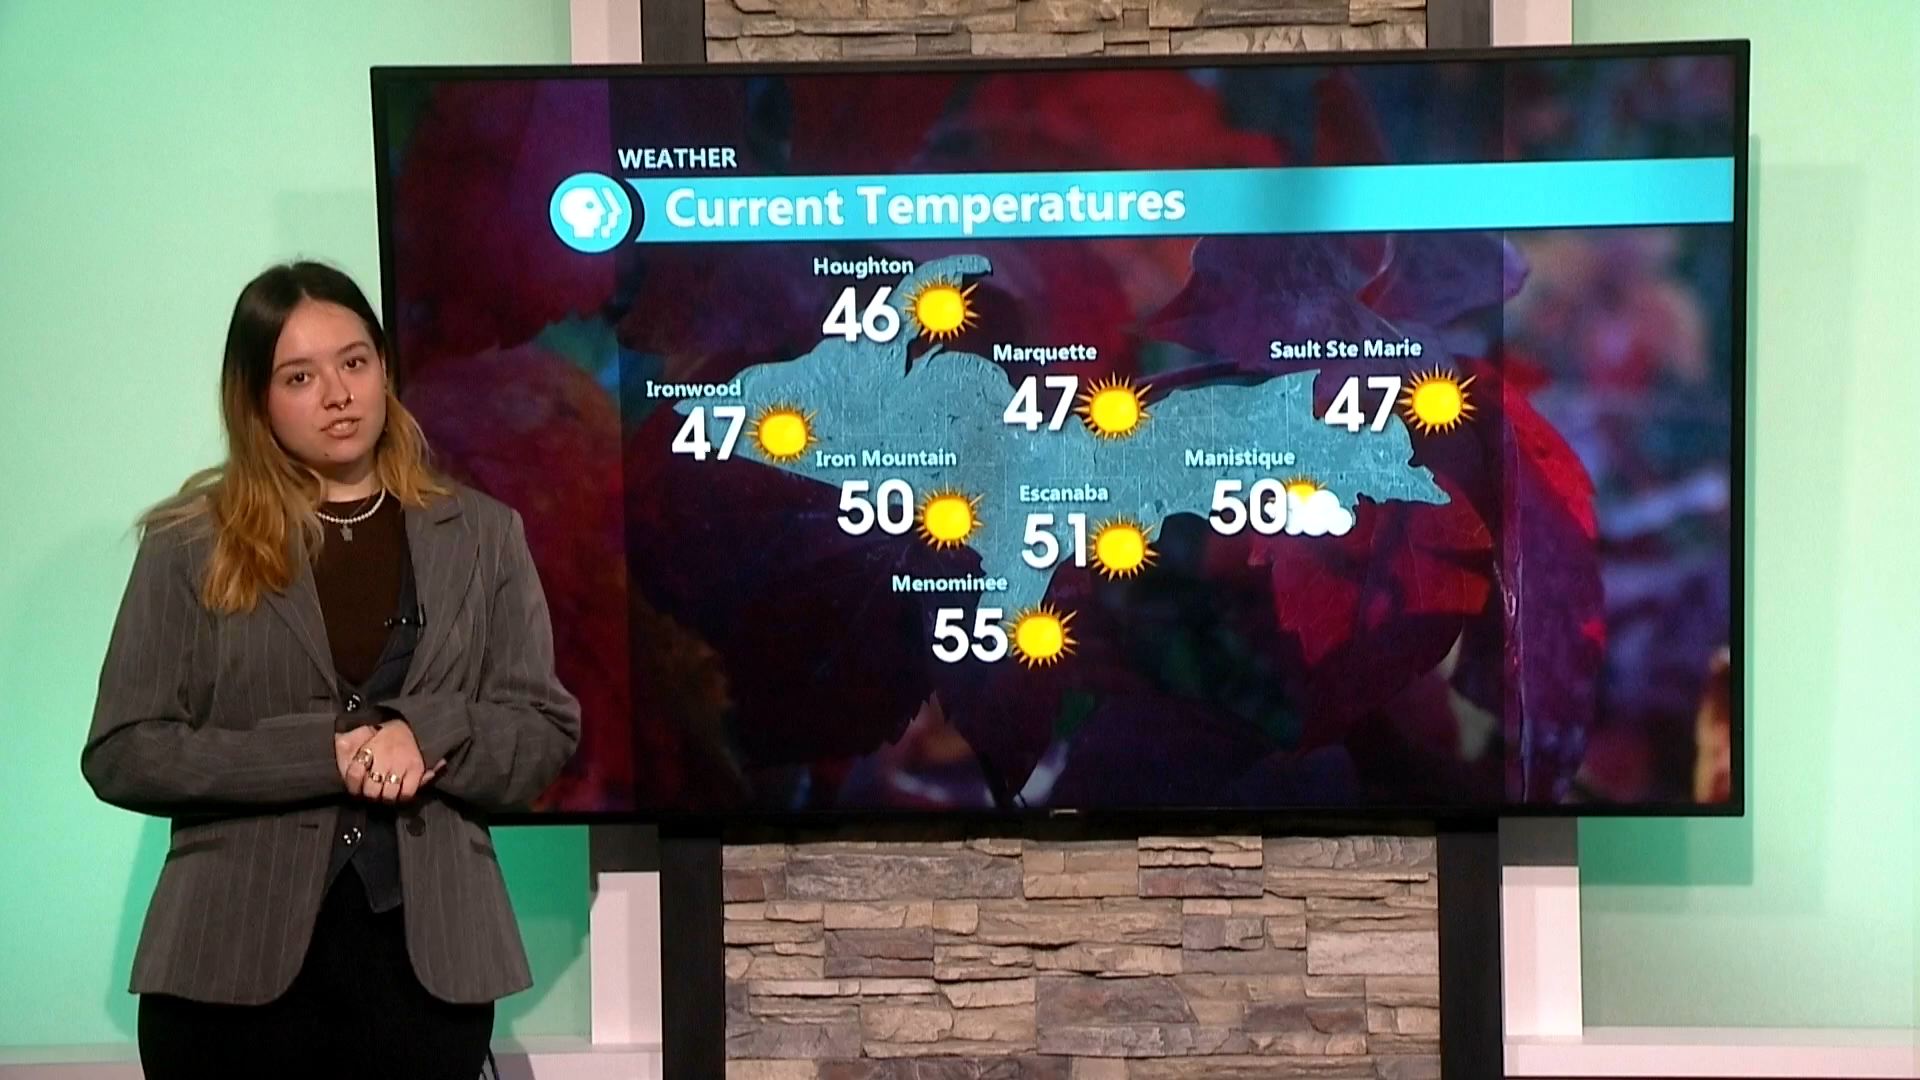 WEATHER
Current Temperatures
Houghton
46
Marquette
47
Sault Ste Marie
47
Ironwood
47
Iron Mountain
50
Manistique
50
Escanaba
51
Menominee
55